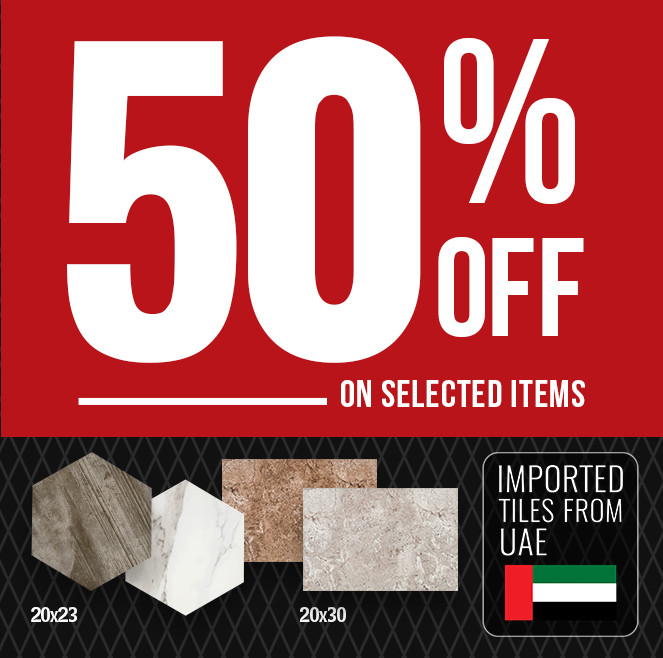 50%
OFF
ON SELECTED ITEMS
IMPORTED
TILES FROM
UAE
20x23
20x30